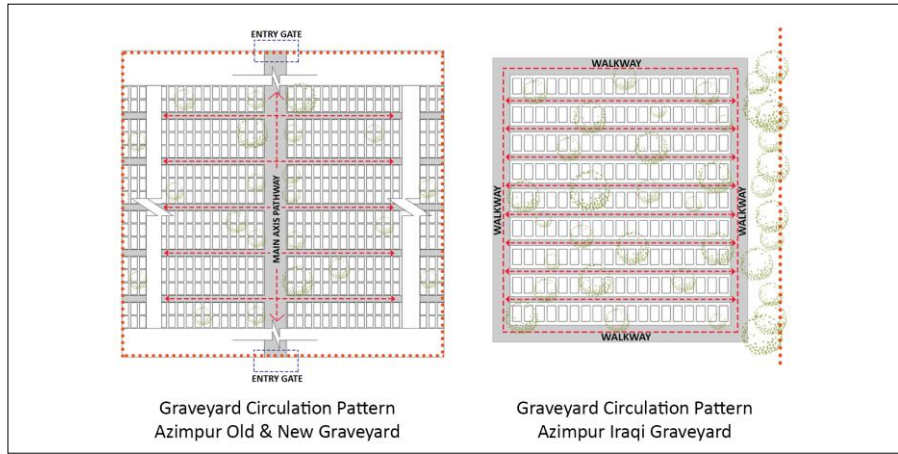 ENTRY GATE
MAIN AXIS PATHWAY
ENTRY GATE
Graveyard Circulation Pattern
Azimpur Old & New Graveyard
WALKWAY
WALKWAY
WALKWAY
WALKWAY
Graveyard Circulation Pattern
Azimpur Iraqi Graveyard